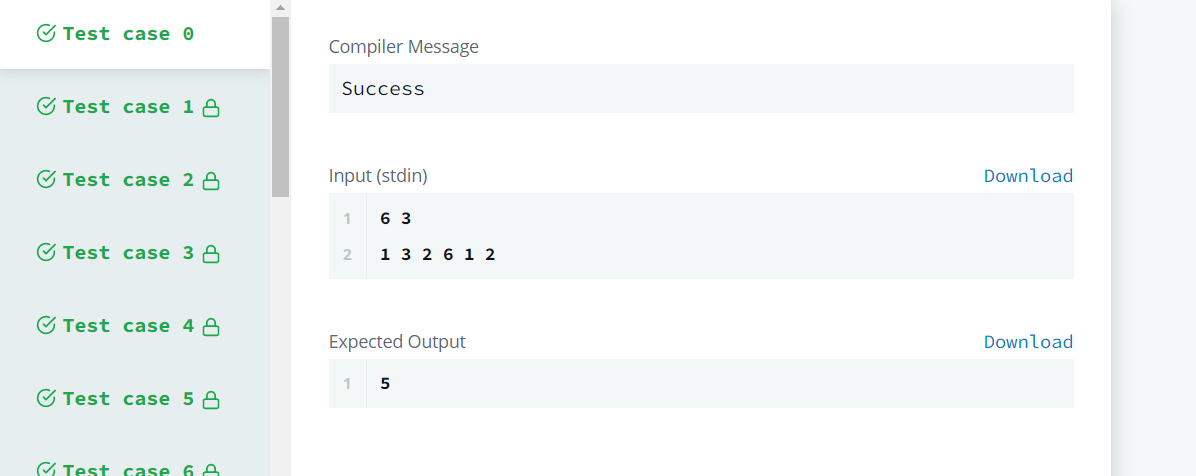 Test case 0
Test case 1
Test case 2
Test case 3
Test case 4
Test case 5
Test case 6
Compiler Message
Success
Input (stdin)
Download
1 6 3
2 1 3 2 6 1 2
Expected Output
Download
1 5